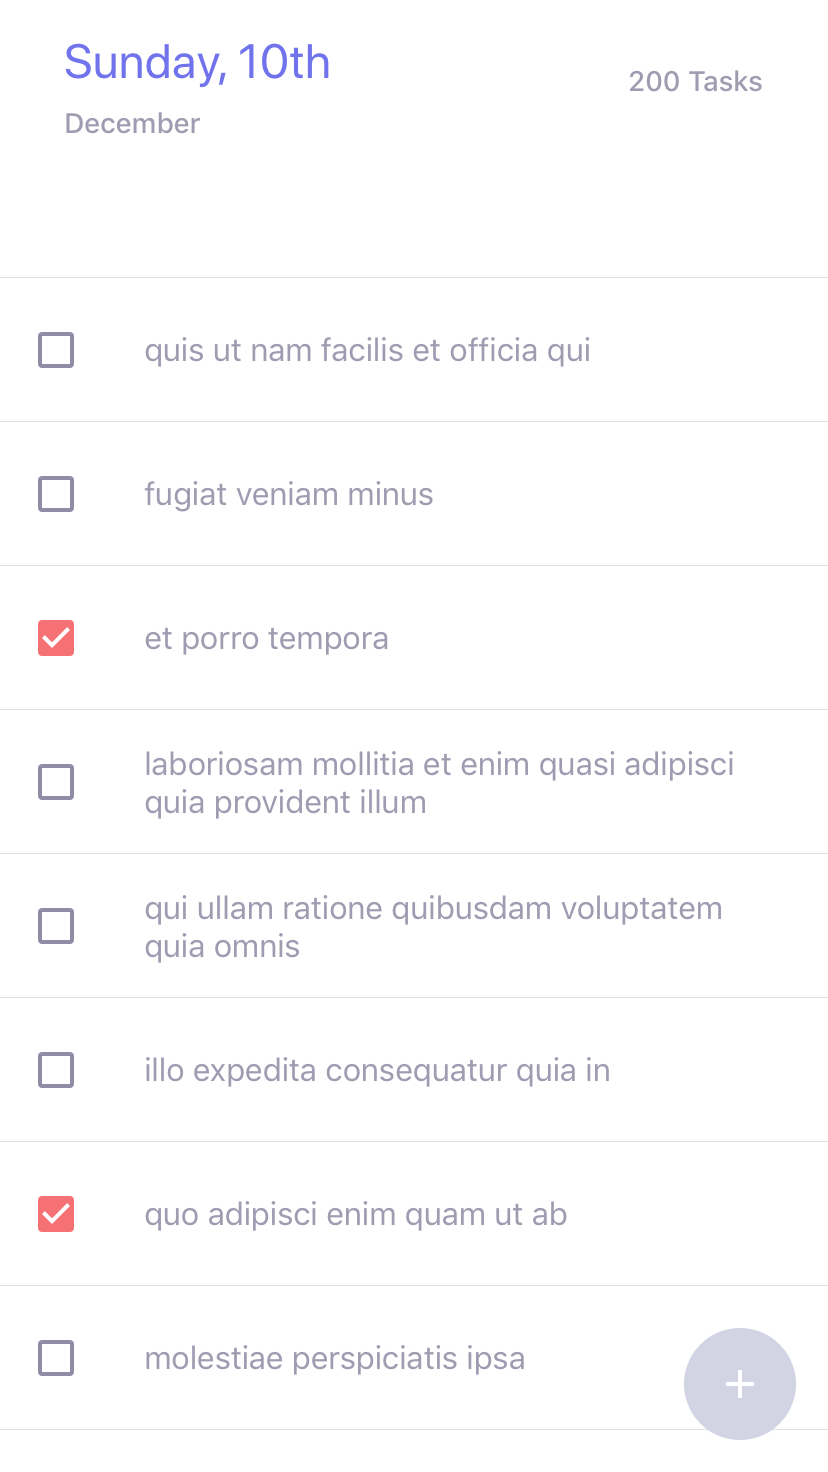 Sunday, 10th
200 Tasks
December
quis ut nam facilis et officia qui
fugiat veniam minus
et porro tempora
laboriosam mollitia et enim quasi adipisci
quia provident illum
qui ullam ratione quibusdam voluptatem
quia omnis
illo expedita consequatur quia in
quo adipisci enim quam ut ab
molestiae perspiciatis ipsa
+